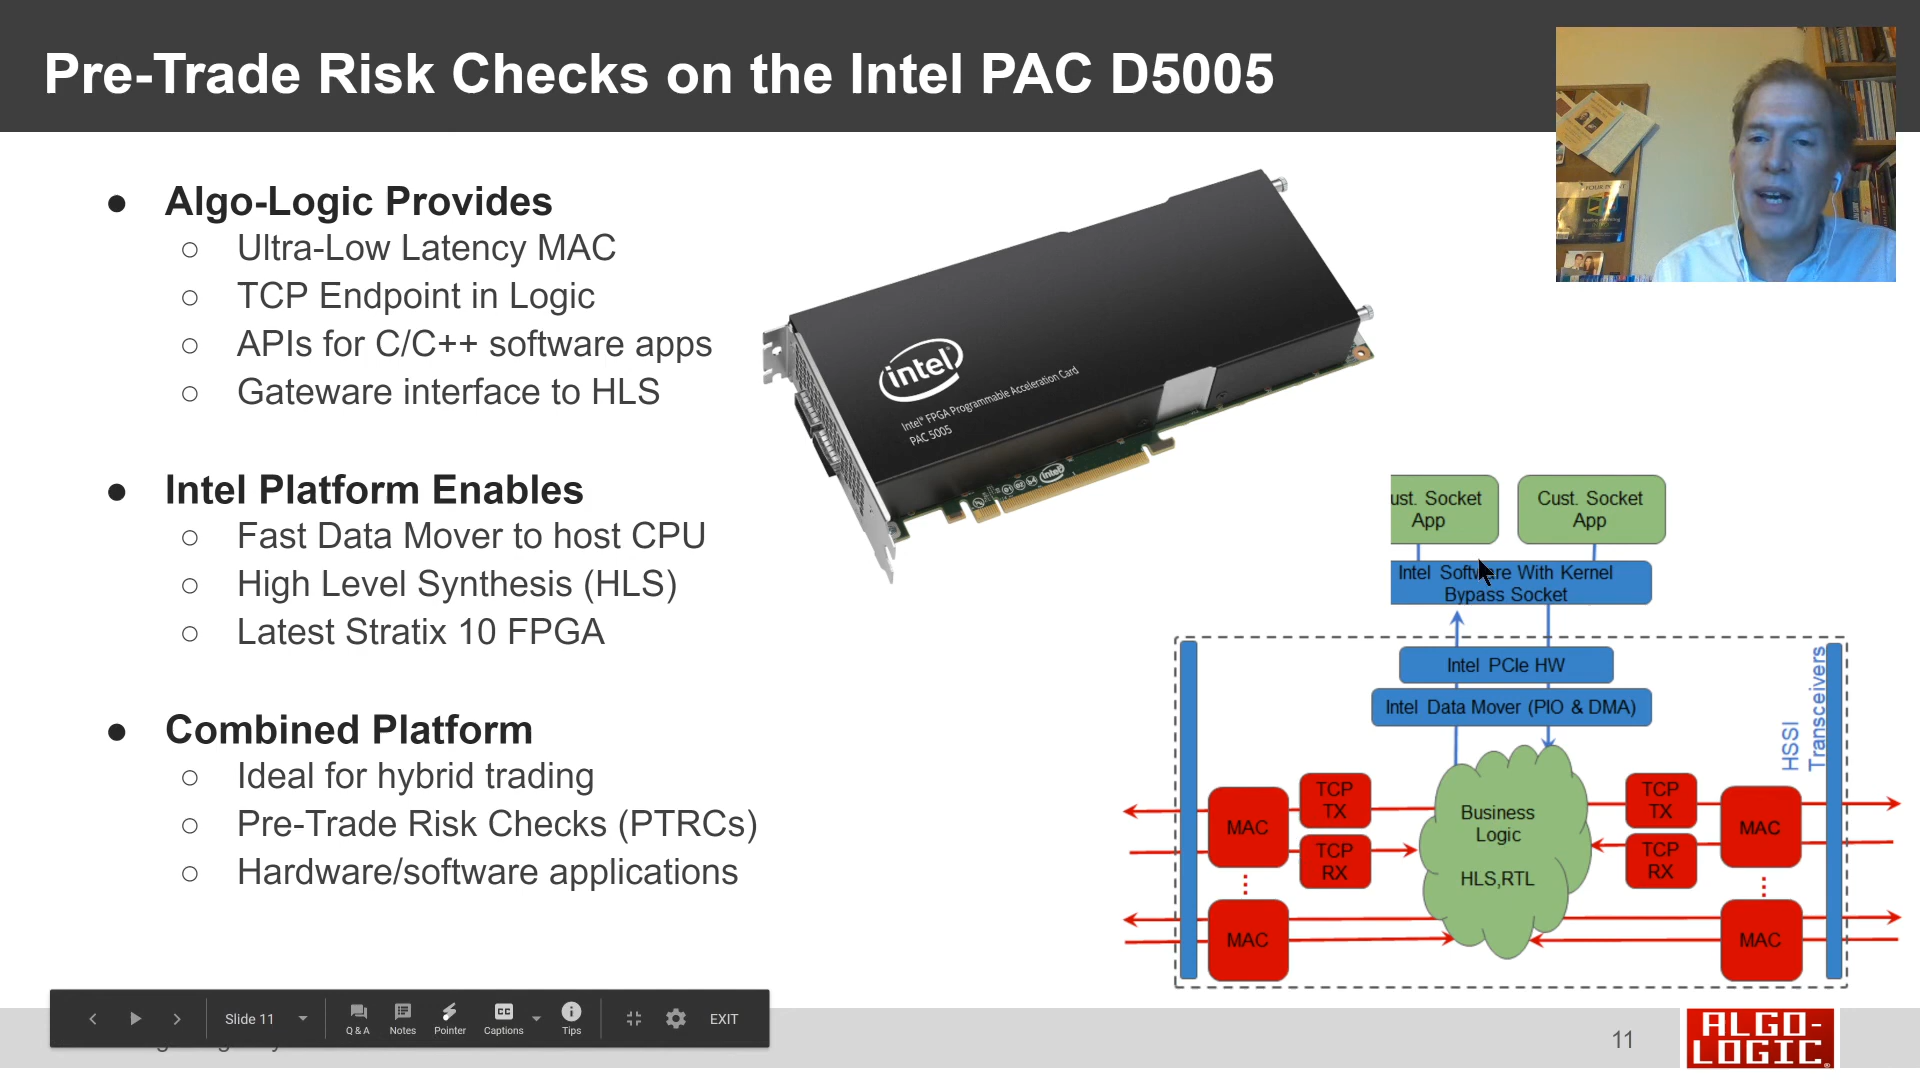 Pre-Trade Risk Checks on the Intel PAC D5005
● Algo-Logic Provides
○ Ultra-Low Latency MAC
○ TCP Endpoint in Logic
○ APIs for C/C++ software apps
○ Gateware interface to HLS
● Intel Platform Enables
○ Fast Data Mover to host CPU
○ High Level Synthesis (HLS)
○ Latest Stratix 10 FPGA
● Combined Platform
○ Ideal for hybrid trading
○ Pre-Trade Risk Checks (PTRCs)
○ Hardware/software applications
intel
Intel® FPGA Programmable Acceleration Card
PAC 5005
intel
ust. Socket
App
Cust. Socket
App
Intel Software With Kernel
Bypass Socket
Intel PCIe HW
Intel Data Mover (PIO & DMA)
HSSI
Transceivers
MAC
TCP
TX
TCP
RX
MAC
Business
Logic
HLS,RTL
TCP
TX
TCP
RX
MAC
MAC
Slide 11
Q & A
Notes
Pointer
CC
Captions
Tips
EXIT
11
ALGO-
LOGIC®